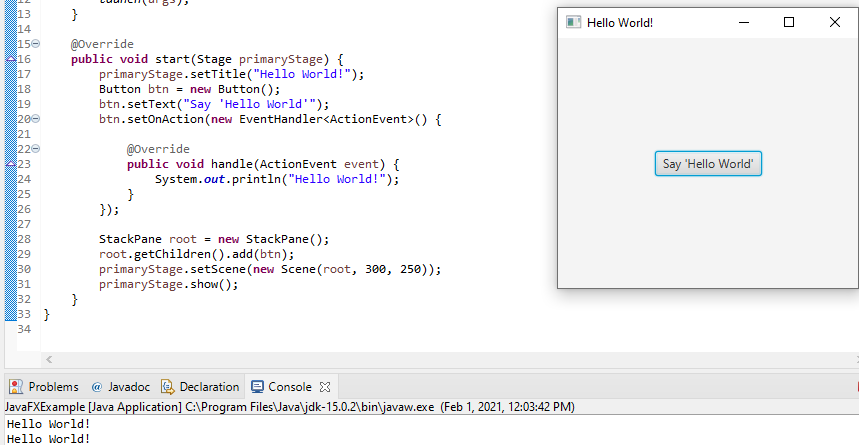 launch(args);
13 }
14
15 @Override
16 public void start(Stage primaryStage) {
17 primaryStage.setTitle("Hello World!");
18 Button btn = new Button();
19 btn.setText("Say 'Hello World'");
20 btn.setOnAction(new EventHandler<ActionEvent>() {
21
22 @Override
23 public void handle(ActionEvent event) {
24 System.out.println("Hello World!");
25 }
26 });
27
28 StackPane root = new StackPane();
29 root.getChildren().add(btn);
30 primaryStage.setScene(new Scene(root, 300, 250));
31 primaryStage.show();
32 }
33 }
34
Hello World!
Say 'Hello World'
Problems @ Javadoc Declaration Console
JavaFXExample [Java Application] C:\Program Files\Java\jdk-15.0.2\bin\javaw.exe (Feb 1, 2021, 12:03:42 PM)
Hello World!
Hello World!